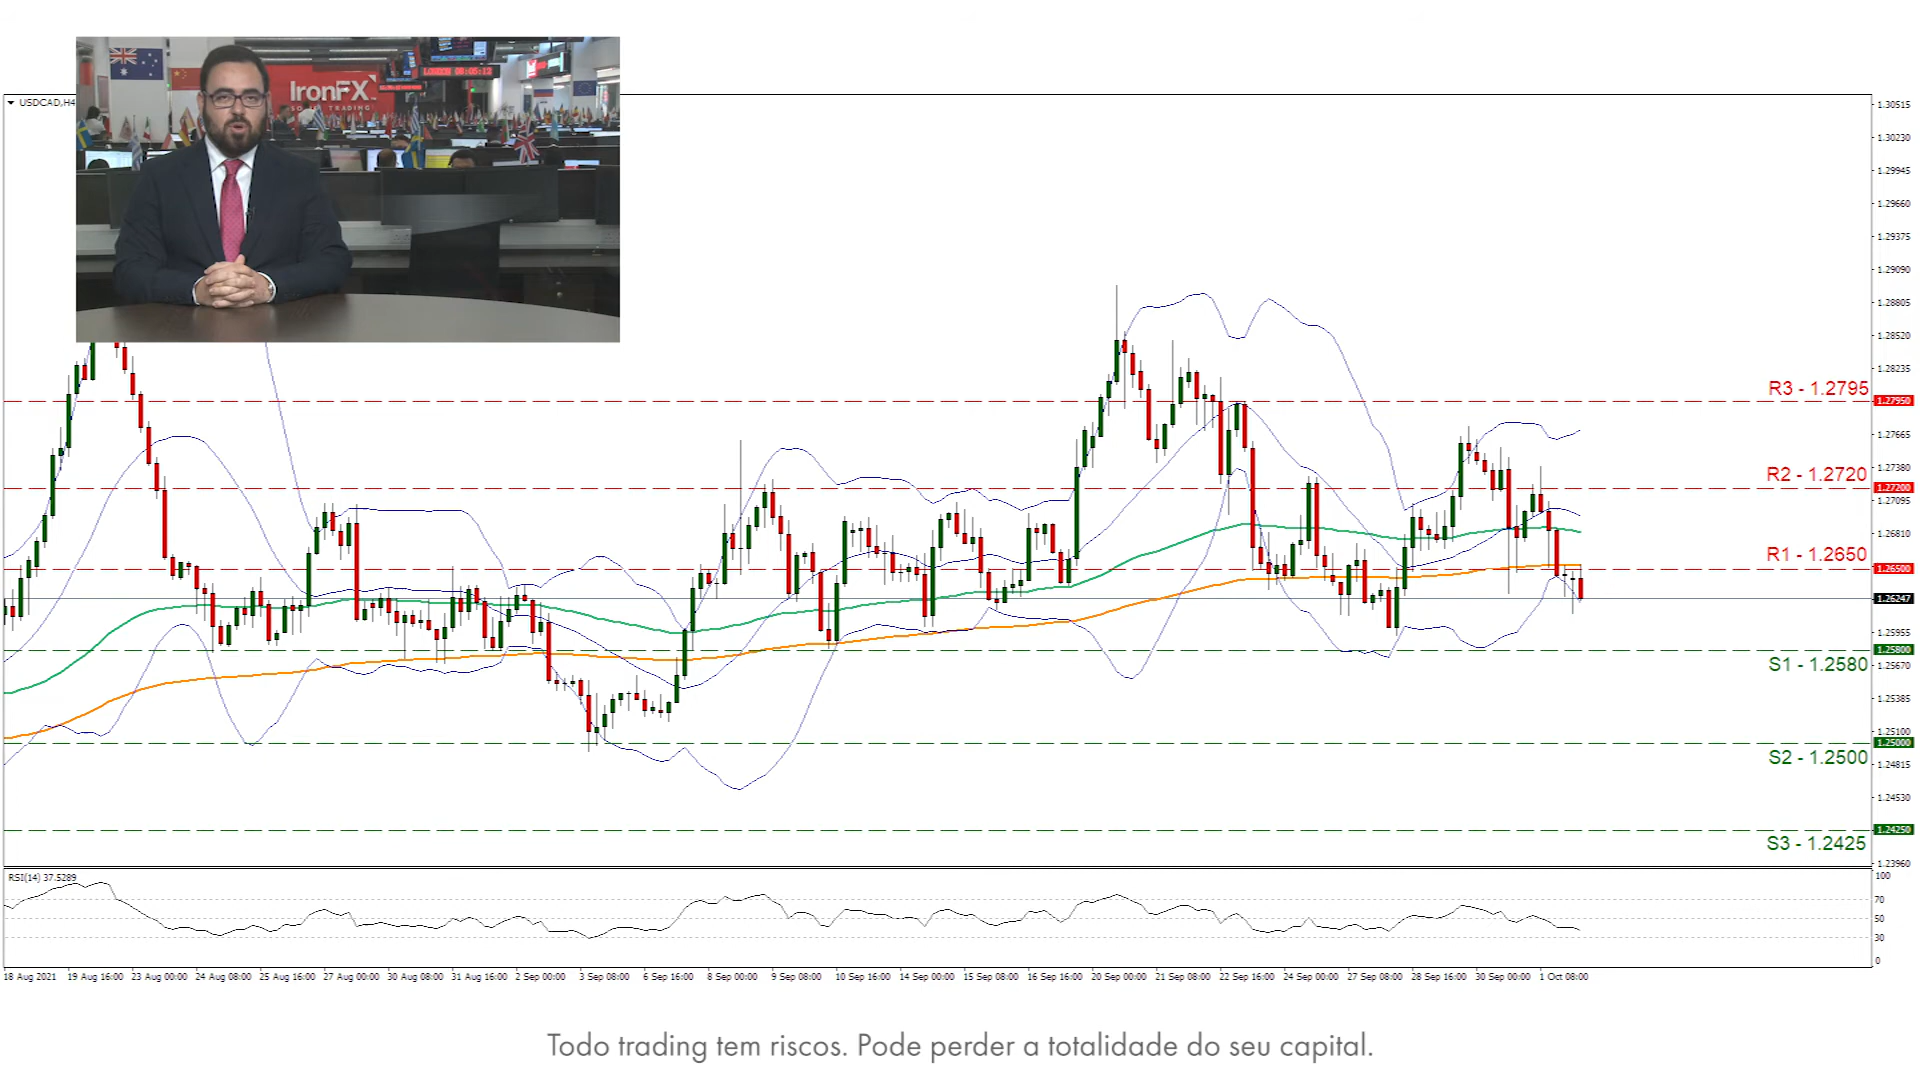 IronFX
USDCAD,H4
1.30515
1.30230
1.29945
1.29660
1.29375
1.29090
1.28805
1.28520
1.28235
R3 - 1.2795
1.27950
1.27665
R2 - 1.2720
1.27380
1.27200
1.27095
1.26810
R1 - 1.2650
1.26500
1.26247
1.25955
1.25800
S1 - 1.2580
1.25670
1.25385
1.25100
1.25000
S2 - 1.2500
1.24815
1.24530
1.24250
S3 - 1.2425
1.23960
RSI(14) 37.5289
100
70
50
30
0
18 Aug 2021 19 Aug 16:00 23 Aug 00:00 24 Aug 08:00 25 Aug 16:00 27 Aug 00:00 30 Aug 08:00 31 Aug 16:00 2 Sep 00:00 3 Sep 08:00 6 Sep 16:00 8 Sep 00:00 9 Sep 08:00 10 Sep 16:00 14 Sep 00:00 15 Sep 08:00 16 Sep 16:00 20 Sep 00:00 21 Sep 08:00 22 Sep 16:00 24 Sep 00:00 27 Sep 08:00 28 Sep 16:00 30 Sep 00:00 1 Oct 08:00
Todo trading tem riscos. Pode perder a totalidade do seu capital.